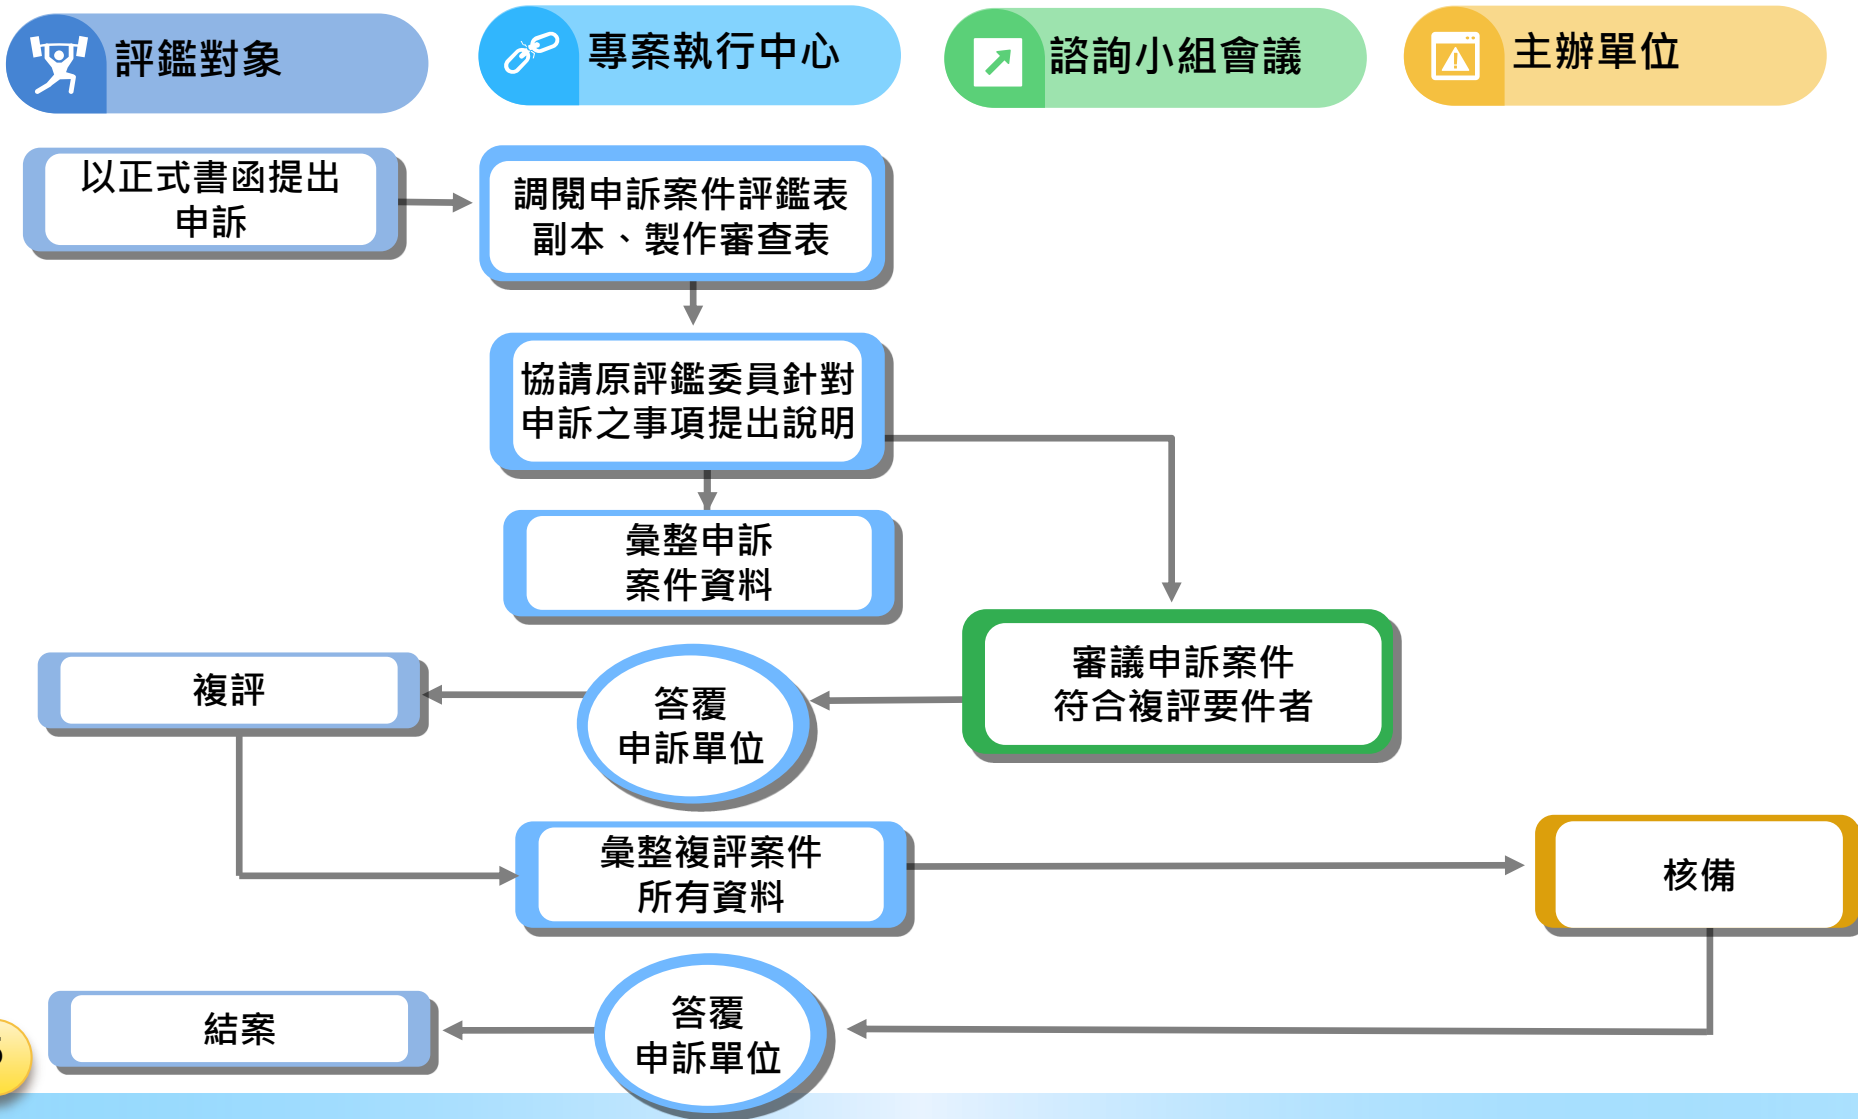 評鑑對象
專案執行中心
諮詢小組會議
主辦單位
以正式書函提出
申訴
調閱申訴案件評鑑表
副本、製作審查表
協請原評鑑委員針對
申訴之事項提出說明
彙整申訴
案件資料
審議申訴案件
符合複評要件者
答覆
申訴單位
複評
彙整複評案件
所有資料
核備
答覆
申訴單位
結案